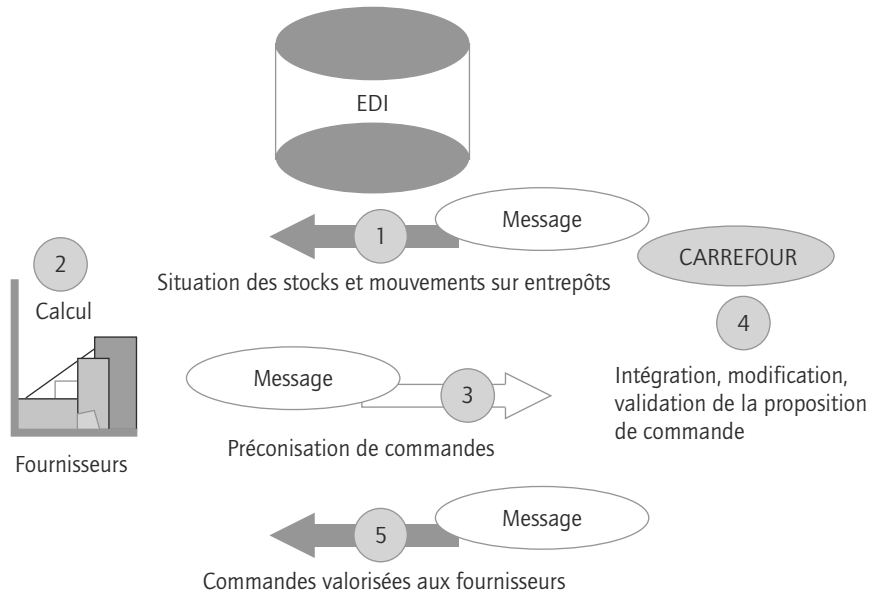 EDI
Message
1
CARREFOUR
2
Situation des stocks et mouvements sur entrepôts
Calcul
4
Message
3
Intégration, modification,
validation de la proposition
de commande
Préconisation de commandes
Fournisseurs
Message
5
Commandes valorisées aux fournisseurs